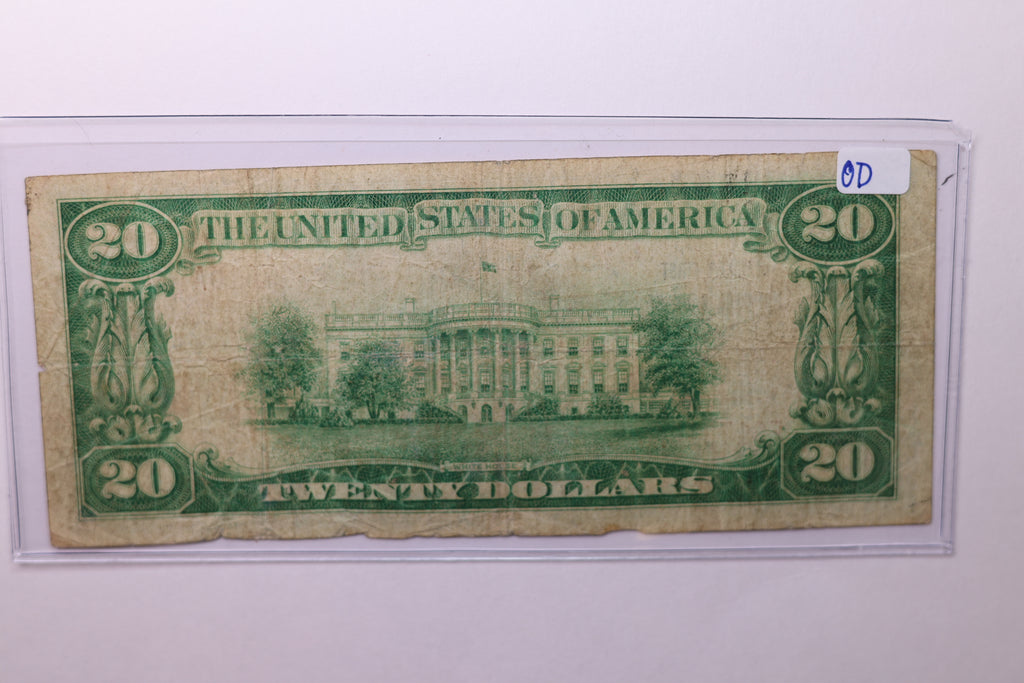 OD
20 THE UNITED STATES OF AMERICA 20
WHITE HOUSE
20 TWENTY DOLLARS 20